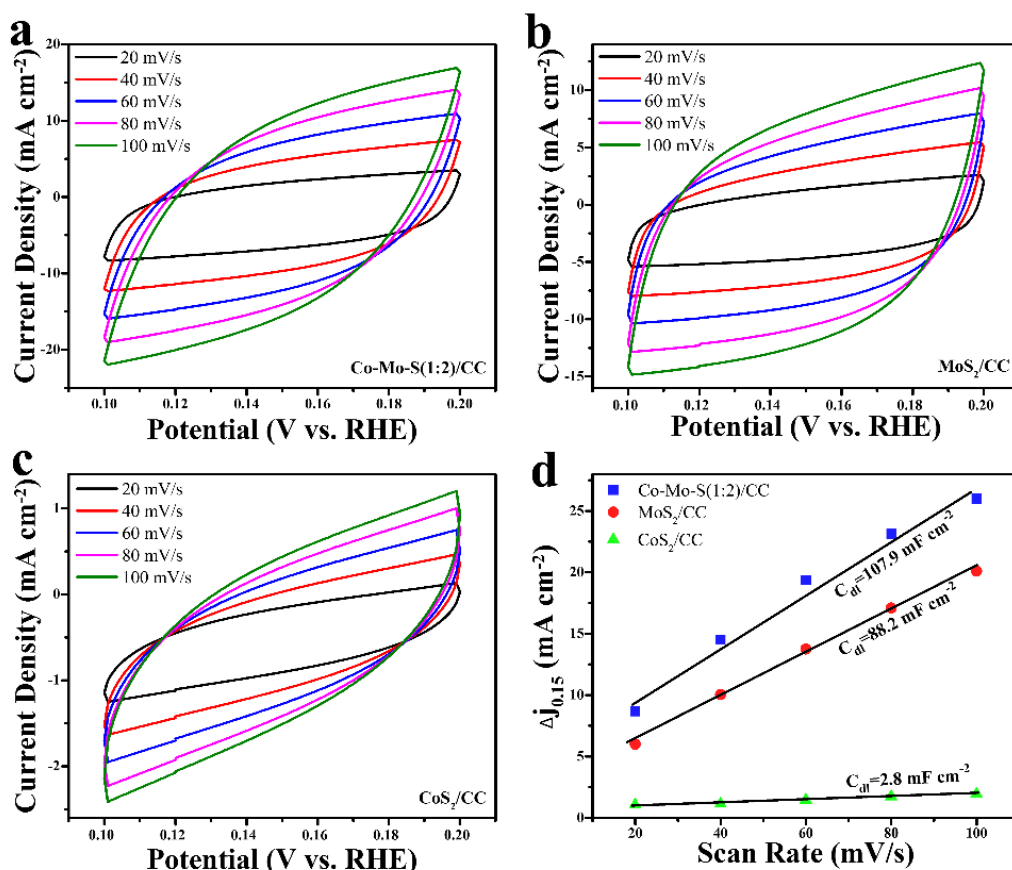 a
20 mV/s
40 mV/s
60 mV/s
80 mV/s
100 mV/s
20
10
0
-10
-20
Current Density (mA cm⁻²)
Co-Mo-S(1:2)/CC
0.10 0.12 0.14 0.16 0.18 0.20
Potential (V vs. RHE)
b
20 mV/s
40 mV/s
60 mV/s
80 mV/s
100 mV/s
10
5
0
-5
-10
-15
Current Density (mA cm⁻²)
MoS₂/CC
0.10 0.12 0.14 0.16 0.18 0.20
Potential (V vs. RHE)
c
20 mV/s
40 mV/s
60 mV/s
80 mV/s
100 mV/s
1
0
-1
-2
Current Density (mA cm⁻²)
CoS₂/CC
0.10 0.12 0.14 0.16 0.18 0.20
Potential (V vs. RHE)
d
Co-Mo-S(1:2)/CC
MoS₂/CC
CoS₂/CC
25
20
15
10
5
0
Δj₀.₁₅ (mA cm⁻²)
C_dl=107.9 mF cm⁻²
C_dl=88.2 mF cm⁻²
C_dl=2.8 mF cm⁻²
20 40 60 80 100
Scan Rate (mV/s)